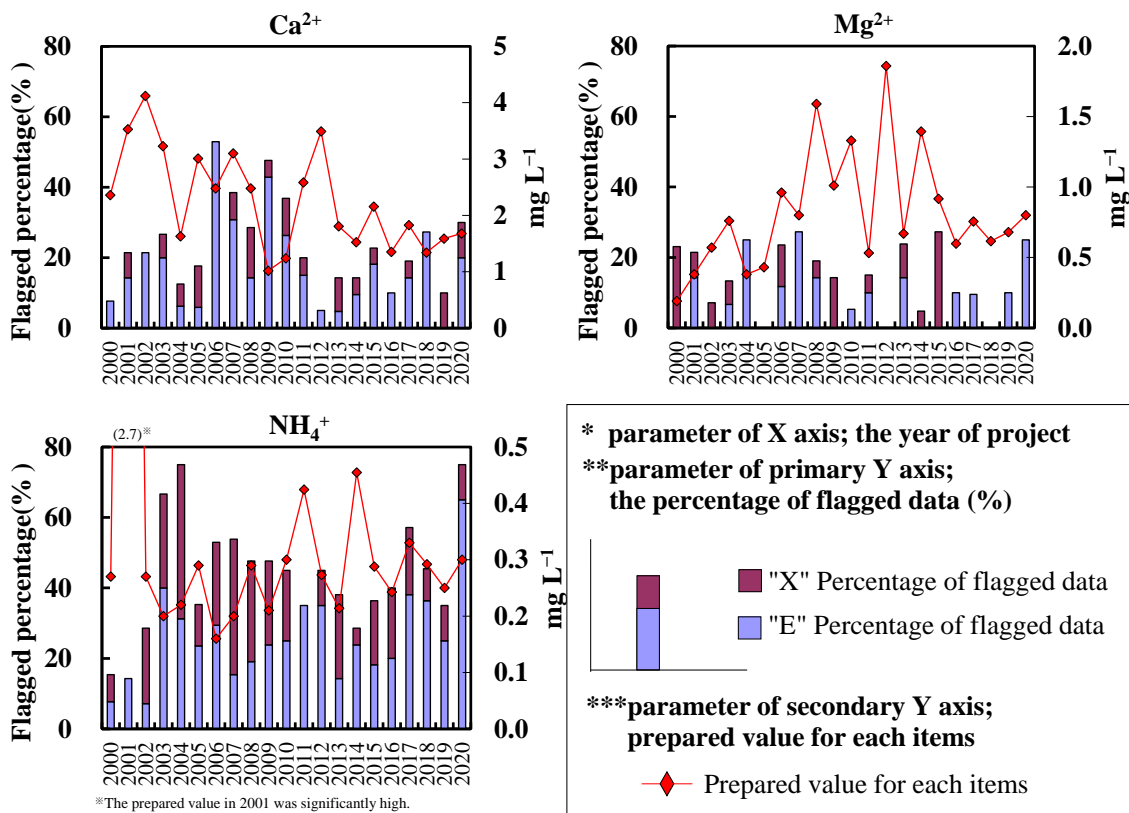 Ca²⁺
Flagged percentage(% )
80
60
40
20
0
5
4
3
2
1
0
mg L⁻¹
2000 2001 2002 2003 2004 2005 2006 2007 2008 2009 2010 2011 2012 2013 2014 2015 2016 2017 2018 2019 2020
Mg²⁺
Flagged percentage(% )
80
60
40
20
0
2.0
1.5
1.0
0.5
0.0
mg L⁻¹
2000 2001 2002 2003 2004 2005 2006 2007 2008 2009 2010 2011 2012 2013 2014 2015 2016 2017 2018 2019 2020
(2.7)※
NH₄⁺
Flagged percentage(% )
80
60
40
20
0
0.5
0.4
0.3
0.2
0.1
0.0
mg L⁻¹
2000 2001 2002 2003 2004 2005 2006 2007 2008 2009 2010 2011 2012 2013 2014 2015 2016 2017 2018 2019 2020
※The prepared value in 2001 was significantly high.
* parameter of X axis; the year of project
**parameter of primary Y axis;
the percentage of flagged data (%)
"X" Percentage of flagged data
"E" Percentage of flagged data
***parameter of secondary Y axis;
prepared value for each items
Prepared value for each items